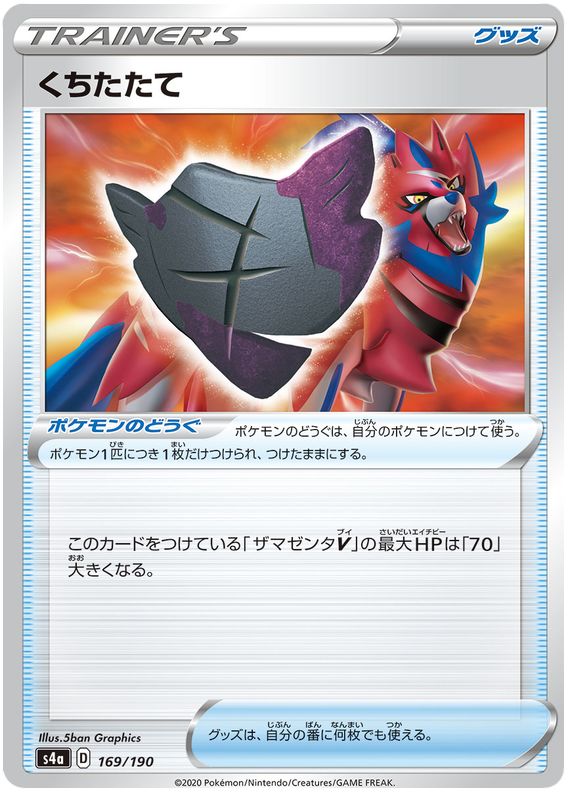 TRAINER'S グッズ
くちたたて
ポケモンのどうぐ ポケモンのどうぐは、自分のポケモンにつけて使う。
ポケモン1匹につき1枚だけつけられ、つけたままにする。
このカードをつけている「ザマゼンタV」の最大HPは「70」
大きくなる。
Illus.5ban Graphics
グッズは、自分の番に何枚でも使える。
s4a D 169/190
©2020 Pokémon/Nintendo/Creatures/GAME FREAK.